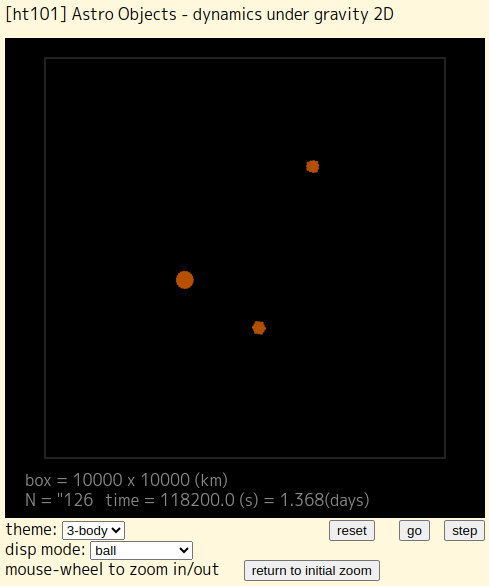 [ht101] Astro Objects - dynamics under gravity 2D
box = 10000 x 10000 (km)
N = "126 time = 118200.0 (s) = 1.368(days)
theme: 3-body reset go step
disp mode: ball
mouse-wheel to zoom in/out return to initial zoom